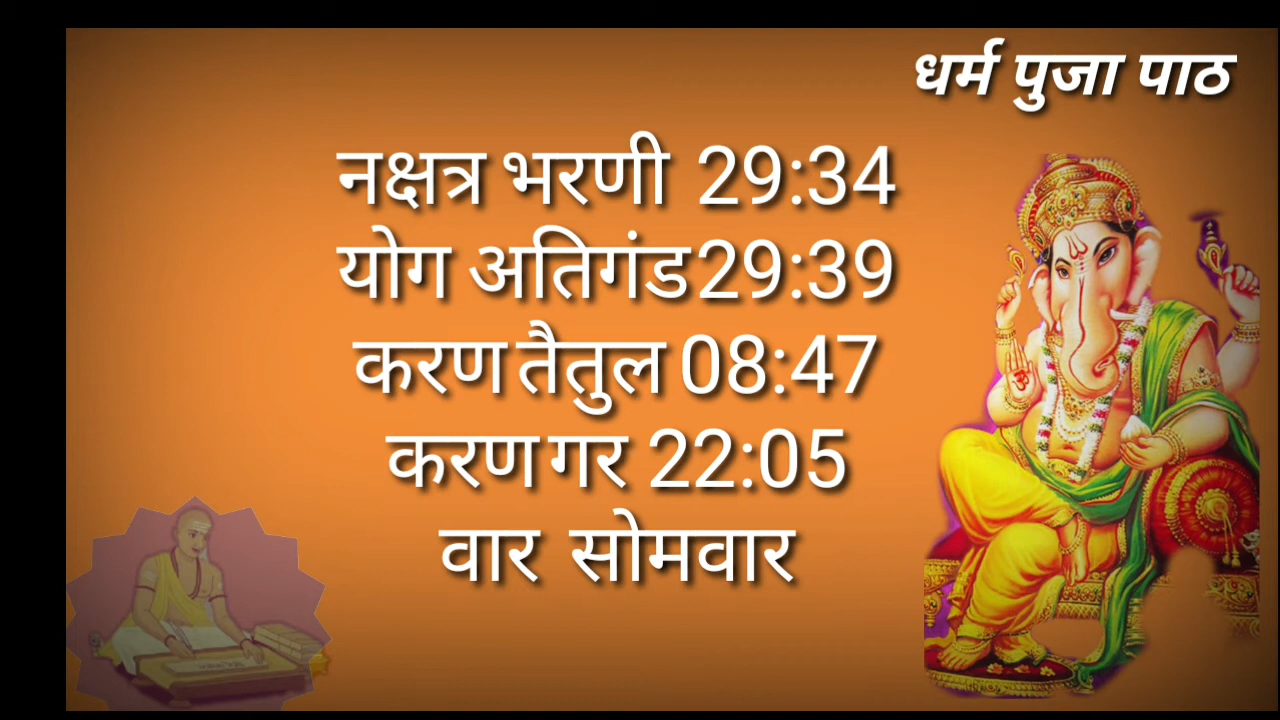 धर्म पुजा पाठ
नक्षत्र भरणी 29:34
योग अतिगंड 29:39
करण तैतुल 08:47
करण गर 22:05
वार सोमवार